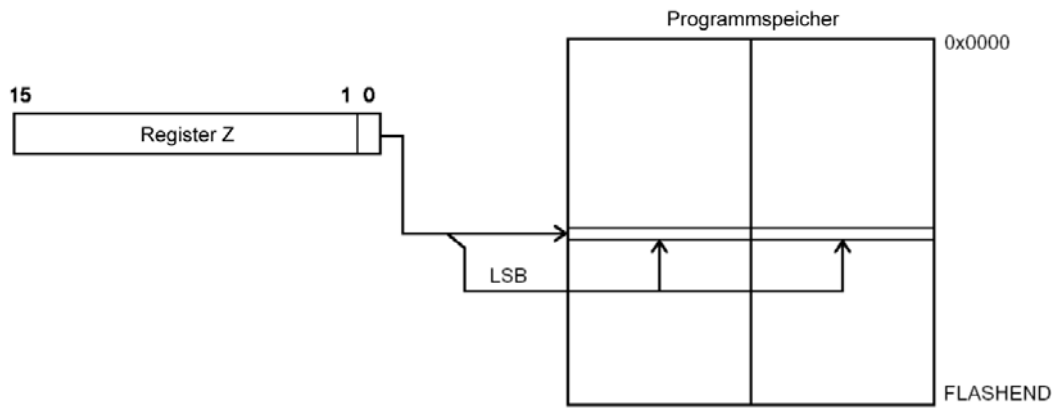 Programmspeicher
0x0000
15 1 0
Register Z
LSB
FLASHEND